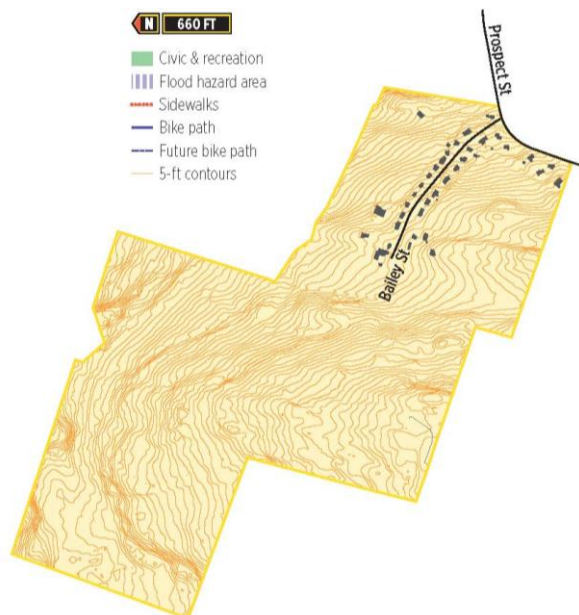 N 660 FT
Civic & recreation
Flood hazard area
Sidewalks
Bike path
Future bike path
5-ft contours
Prospect St
Bailey St